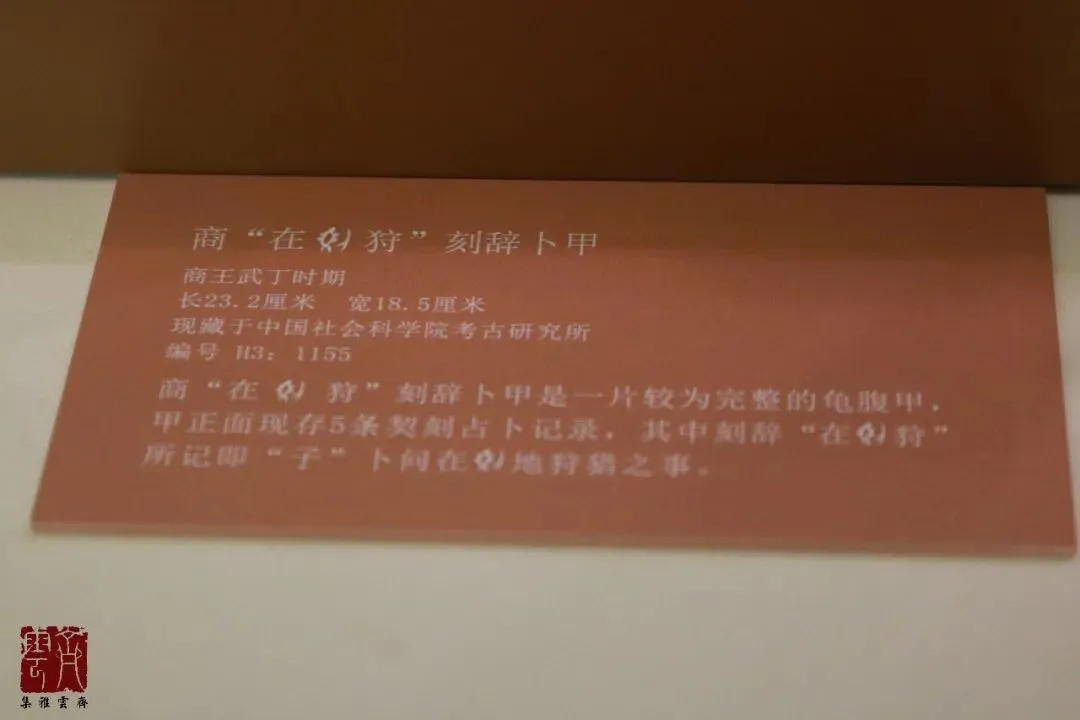 商“在 狩”刻辞卜甲
商王武丁时期
长23.2厘米 宽18.5厘米
现藏于中国社会科学院考古研究所
编号 H3：1155
商“在 狩”刻辞卜甲是一片较为完整的龟腹甲，
甲正面现存5条契刻占卜记录，其中刻辞“在 狩”
所记即“子”卜问在 地狩猎之事。
雲齊
集雅雲齊